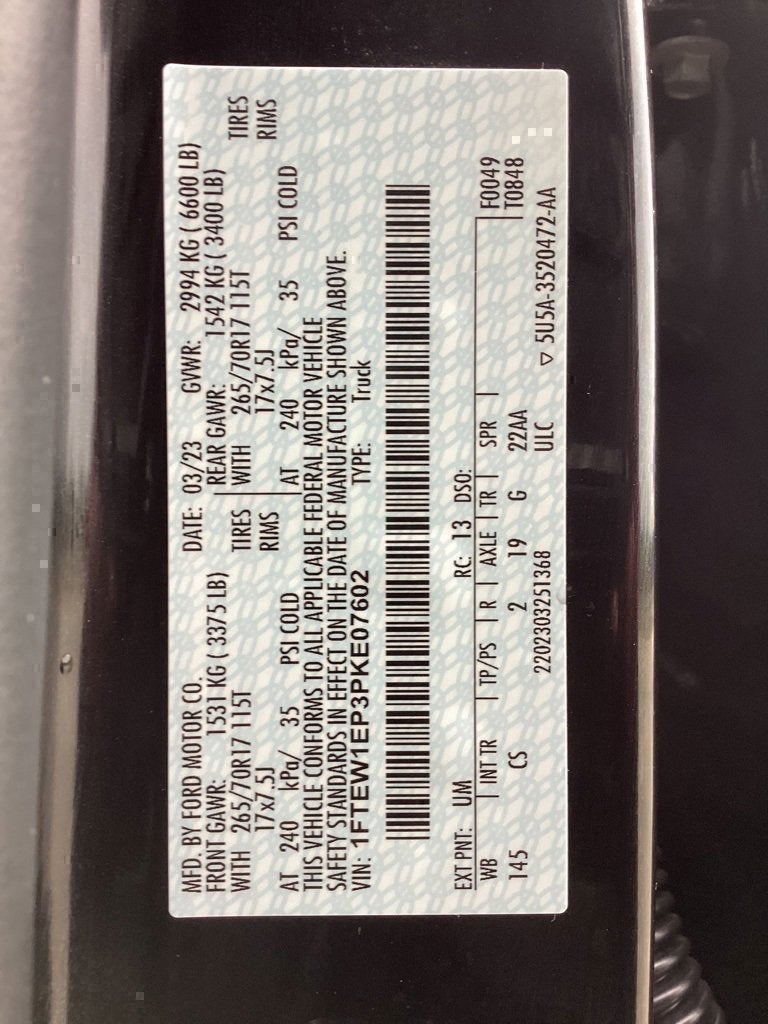 MFD. BY FORD MOTOR CO. DATE: 03/23 GVWR: 2994 KG ( 6600 LB)
FRONT GAWR: 1531 KG ( 3375 LB) REAR GAWR: 1542 KG ( 3400 LB)
WITH 265/70R17 115T TIRES WITH 265/70R17 115T TIRES
17x7.5J RIMS 17x7.5J RIMS
AT 240 kPa/ 35 PSI COLD AT 240 kPa/ 35 PSI COLD
THIS VEHICLE CONFORMS TO ALL APPLICABLE FEDERAL MOTOR VEHICLE
SAFETY STANDARDS IN EFFECT ON THE DATE OF MANUFACTURE SHOWN ABOVE.
VIN: 1FTEW1EP3PKE07602 TYPE: Truck
EXT PNT: UM RC: 13 DSO:
WB INT TR TP/PS R AXLE TR SPR F0049
145 CS 2 19 G 22AA T0848
2202303251368 ULC ▽ 5U5A-3520472-AA